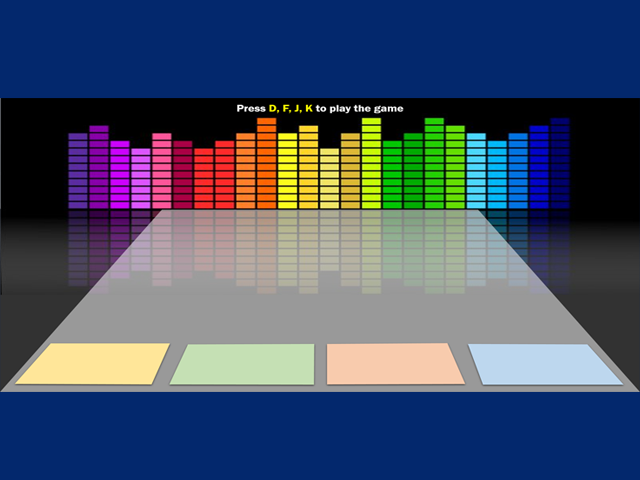 Press D, F, J, K to play the game